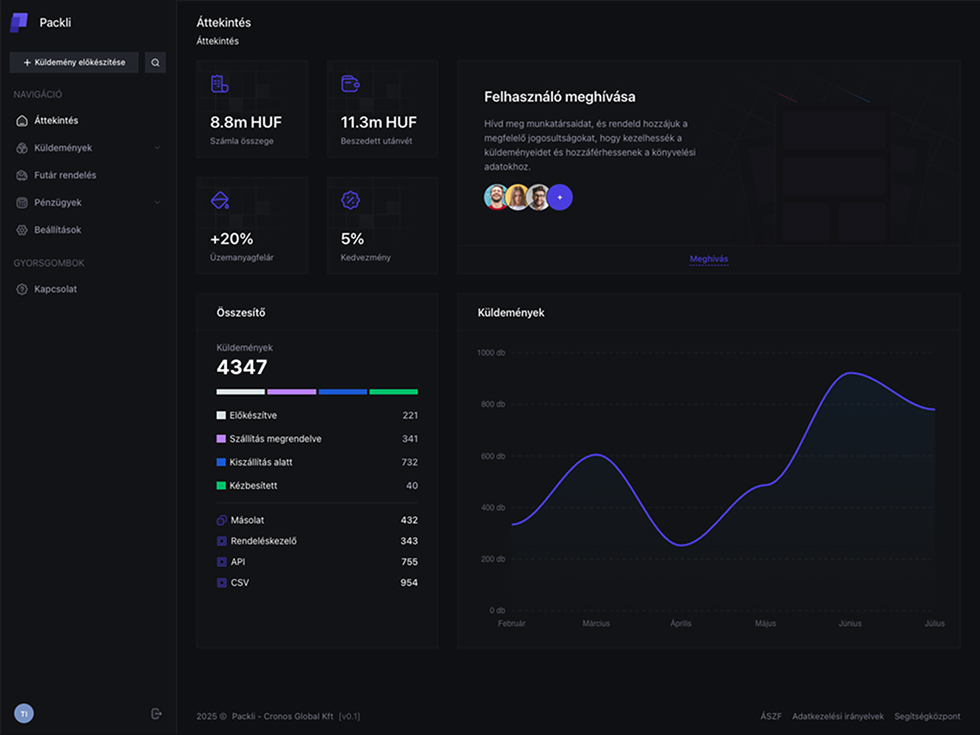 Packli
Küldemény előkészítése
NAVIGÁCIÓ
Áttekintés
Küldemények
Futár rendelés
Pénzügyek
Beállítások
GYORSGOMBOK
Kapcsolat
TI
Áttekintés
Áttekintés
8.8m HUF
Számla összege
11.3m HUF
Beszedett utánvét
+20%
Üzemanyagfelár
5%
Kedvezmény
Felhasználó meghívása
Hívd meg munkatársaidat, és rendeld hozzájuk a
megfelelő jogosultságokat, hogy kezelhessék a
küldeményeidet és hozzáférhessenek a könyvelési
adatokhoz.
Meghívás
Összesítő
Küldemények
4347
Előkészítve 221
Szállítás megrendelve 341
Kiszállítás alatt 732
Kézbesített 40
Másolat 432
Rendeléskezelő 343
API 755
CSV 954
Küldemények
1000 db
800 db
600 db
400 db
200 db
0 db
Február Március Április Május Június Július
2025 © Packli - Cronos Global Kft [v0.1]
ÁSZF Adatkezelési irányelvek Segítségközpont